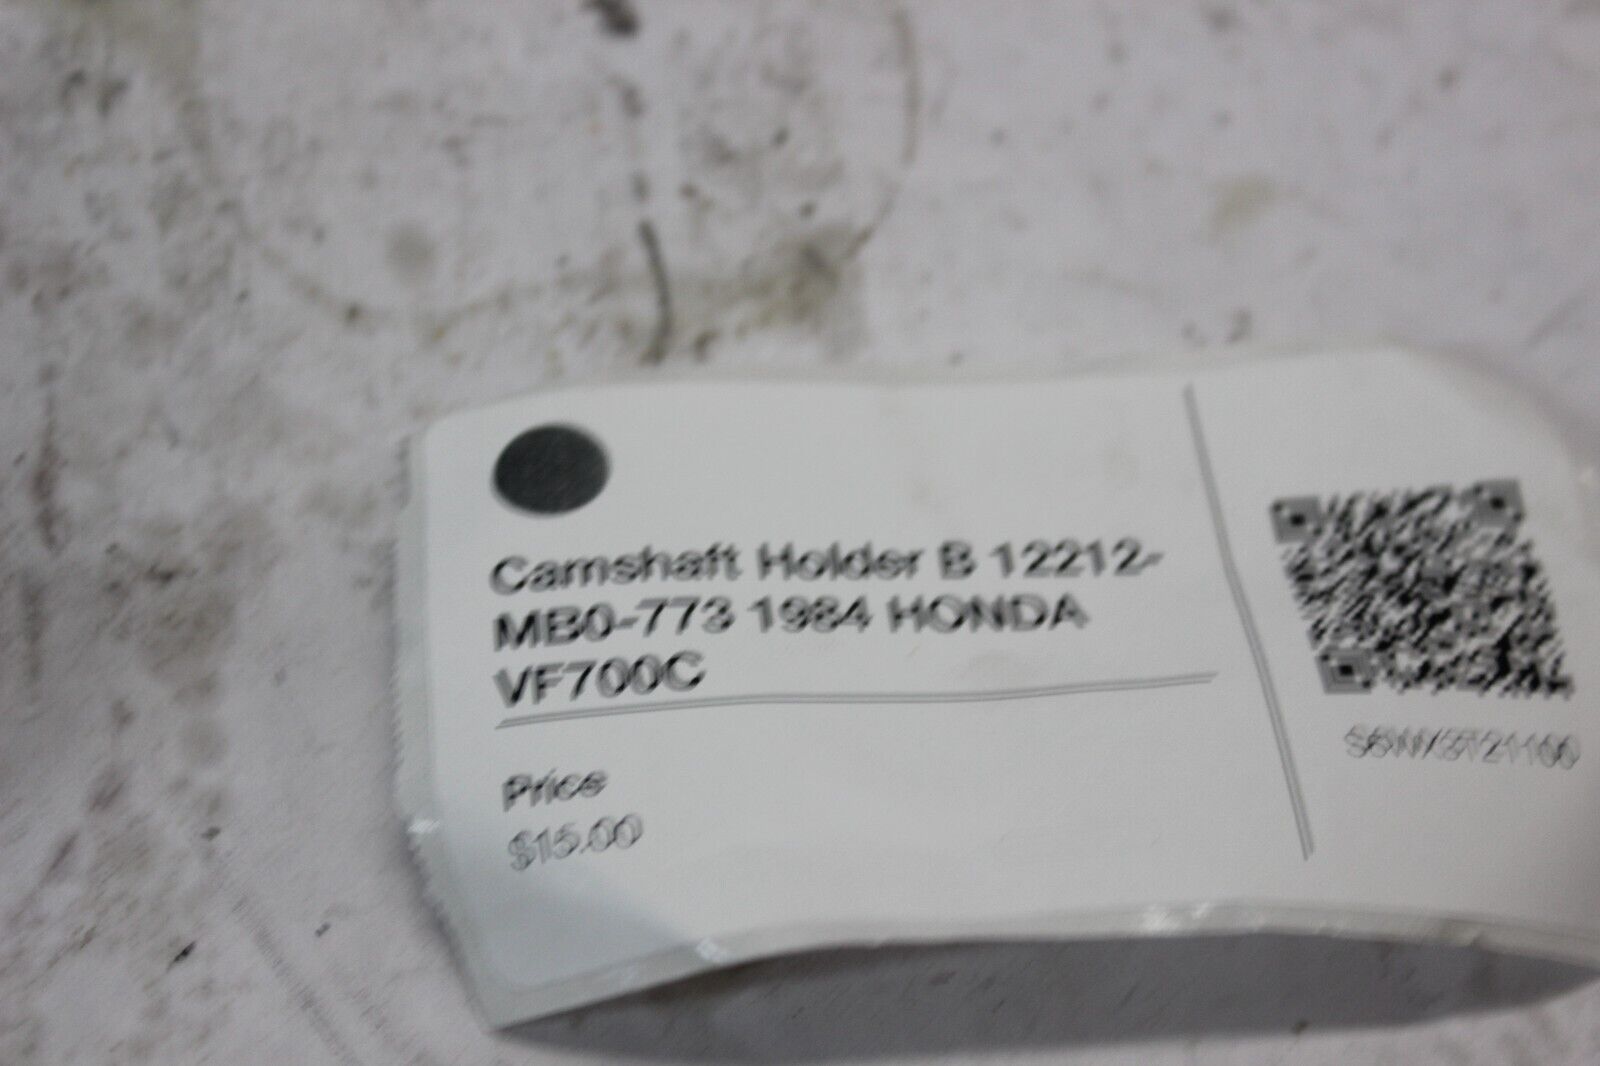 Camshaft Holder B 12212-
MB0-773 1984 HONDA
VF700C
Price
$15.00